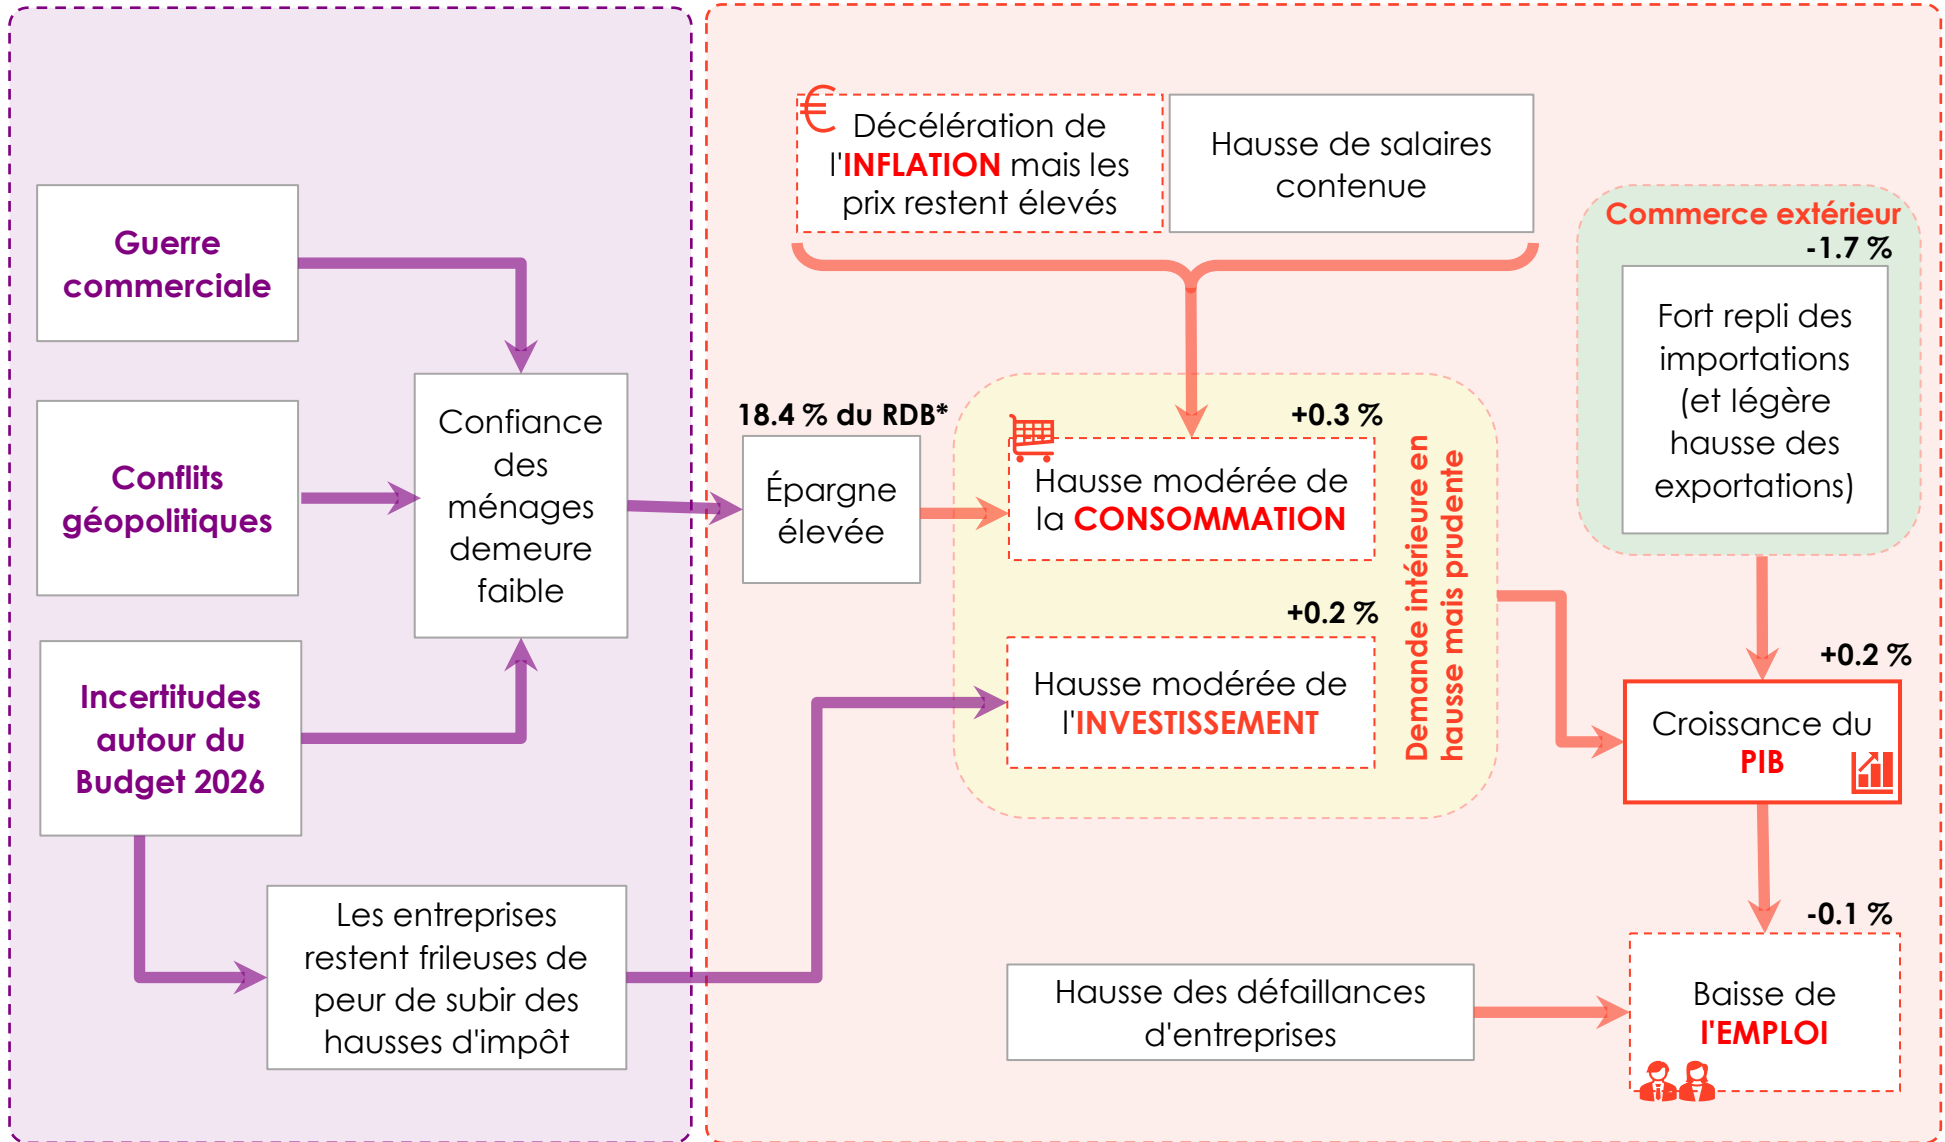 Guerre
commerciale
Conflits
géopolitiques
Incertitudes
autour du
Budget 2026
Confiance
des
ménages
demeure
faible
Les entreprises
restent frileuses de
peur de subir des
hausses d'impôt
€
Décélération de
l'INFLATION mais les
prix restent élevés
Hausse de salaires
contenue
18.4 % du RDB*
Épargne
élevée
+0.3 %
Hausse modérée de
la CONSOMMATION
+0.2 %
Hausse modérée de
l'INVESTISSEMENT
Demande intérieure en
hausse mais prudente
Commerce extérieur
-1.7 %
Fort repli des
importations
(et légère
hausse des
exportations)
+0.2 %
Croissance du
PIB
Hausse des défaillances
d'entreprises
-0.1 %
Baisse de
l'EMPLOI